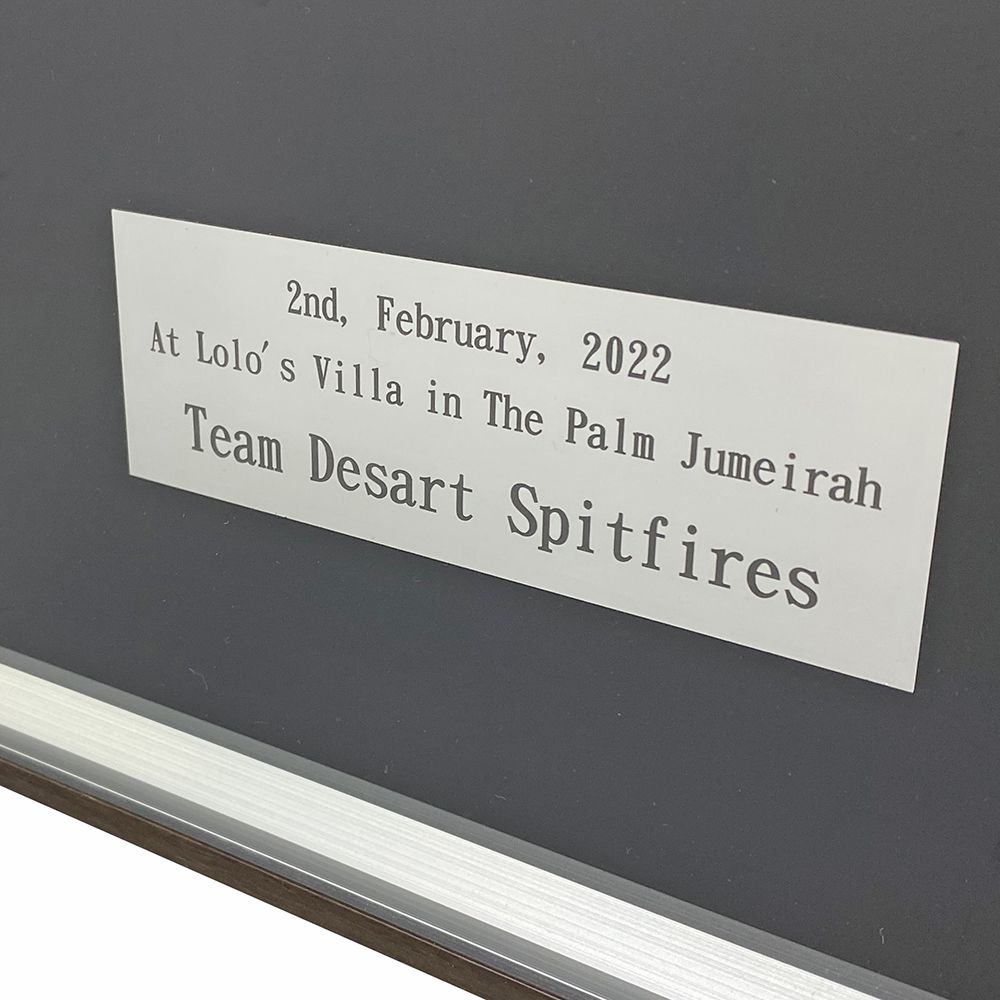 2nd, February, 2022
At Lolo's Villa in The Palm Jumeirah
Team Desart Spitfires